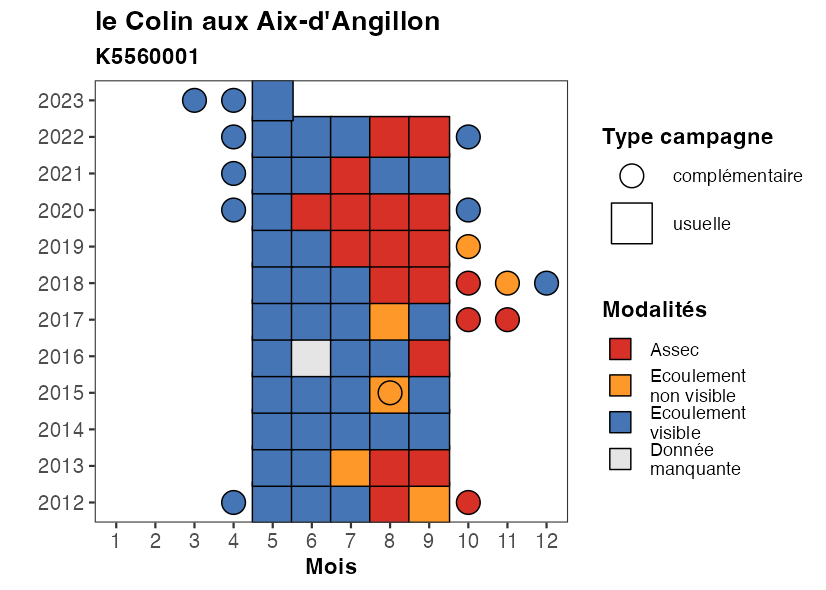 le Colin aux Aix-d'Angillon
K5560001
2023
2022
2021
2020
2019
2018
2017
2016
2015
2014
2013
2012
1 2 3 4 5 6 7 8 9 10 11 12
Mois
Type campagne
complémentaire
usuelle
Modalités
Assec
Ecoulement
non visible
Ecoulement
visible
Donnée
manquante